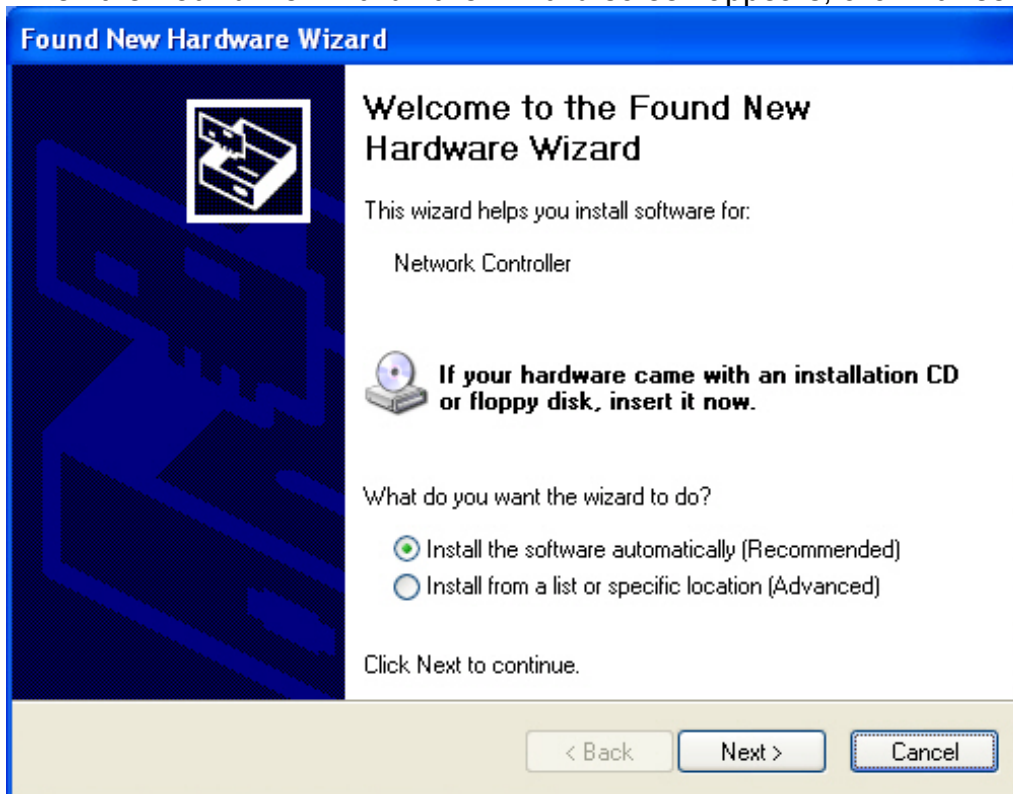 Found New Hardware Wizard
Welcome to the Found New
Hardware Wizard
This wizard helps you install software for:
Network Controller
If your hardware came with an installation CD
or floppy disk, insert it now.
What do you want the wizard to do?
Install the software automatically (Recommended)
Install from a list or specific location (Advanced)
Click Next to continue.
< Back
Next >
Cancel